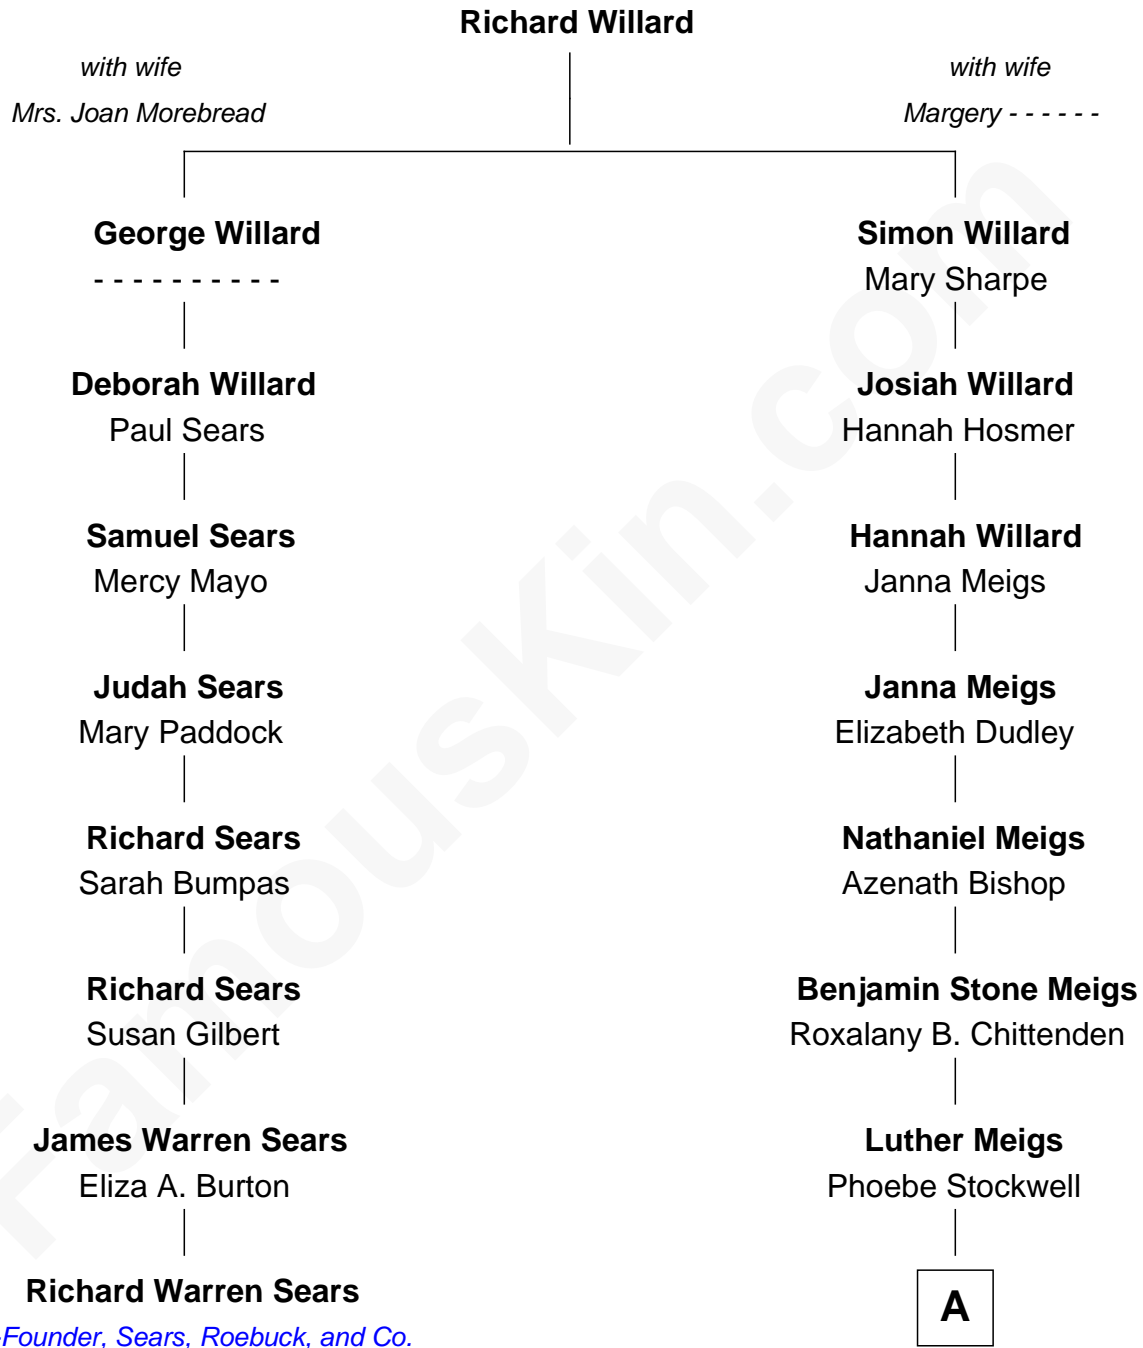 Richard Willard
with wife
Mrs. Joan Morebread
with wife
Margery - - - - - -
George Willard
- - - - - - - - - -
Simon Willard
Mary Sharpe
Deborah Willard
Paul Sears
Josiah Willard
Hannah Hosmer
Samuel Sears
Mercy Mayo
Hannah Willard
Janna Meigs
Judah Sears
Mary Paddock
Janna Meigs
Elizabeth Dudley
Richard Sears
Sarah Bumpas
Nathaniel Meigs
Azenath Bishop
Richard Sears
Susan Gilbert
Benjamin Stone Meigs
Roxalany B. Chittenden
James Warren Sears
Eliza A. Burton
Luther Meigs
Phoebe Stockwell
Richard Warren Sears
-Founder, Sears, Roebuck, and Co.
A
FamousKin.com